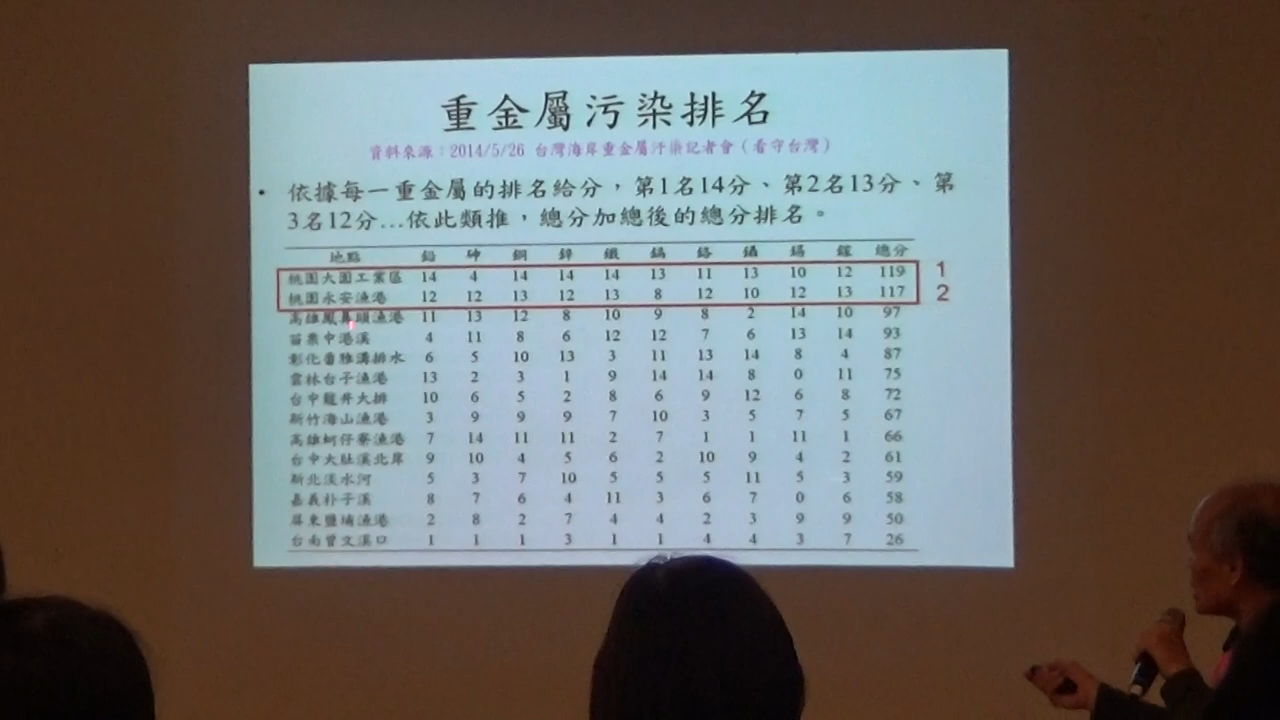 重金屬污染排名
資料來源：2014/5/26 台灣海岸重金屬汙染記者會（看守台灣）
• 依據每一重金屬的排名給分，第1名14分、第2名13分、第
3名12分…依此類推，總分加總後的總分排名。
地點 鉛 砷 銅 鋅 鐵 鎘 鉻 鎳 錫 鎵 總分
桃園大園工業區 14 4 14 14 14 13 11 13 10 12 119 1
桃園永安漁港 12 12 13 12 13 8 12 10 12 13 117 2
高雄鳳鼻頭漁港 11 13 12 8 10 9 8 2 14 10 97
苗栗中港溪 4 11 8 6 12 12 7 6 13 14 93
彰化番雅溝排水 6 5 10 13 3 11 13 14 8 4 87
雲林台子漁港 13 2 3 1 9 14 14 8 0 11 75
台中龍井大排 10 6 5 2 8 6 9 12 6 8 72
新竹海山漁港 3 9 9 9 7 10 3 5 7 5 67
高雄蚵仔寮漁港 7 14 11 11 2 7 1 1 11 1 66
台中大肚溪北岸 9 10 4 5 6 2 10 9 4 2 61
新北淡水河 5 3 7 10 5 5 5 11 5 3 59
嘉義朴子溪 8 7 6 4 11 3 6 7 0 6 58
屏東鹽埔漁港 2 8 2 7 4 4 2 3 9 9 50
台南曾文溪口 1 1 1 3 1 1 4 4 3 7 26